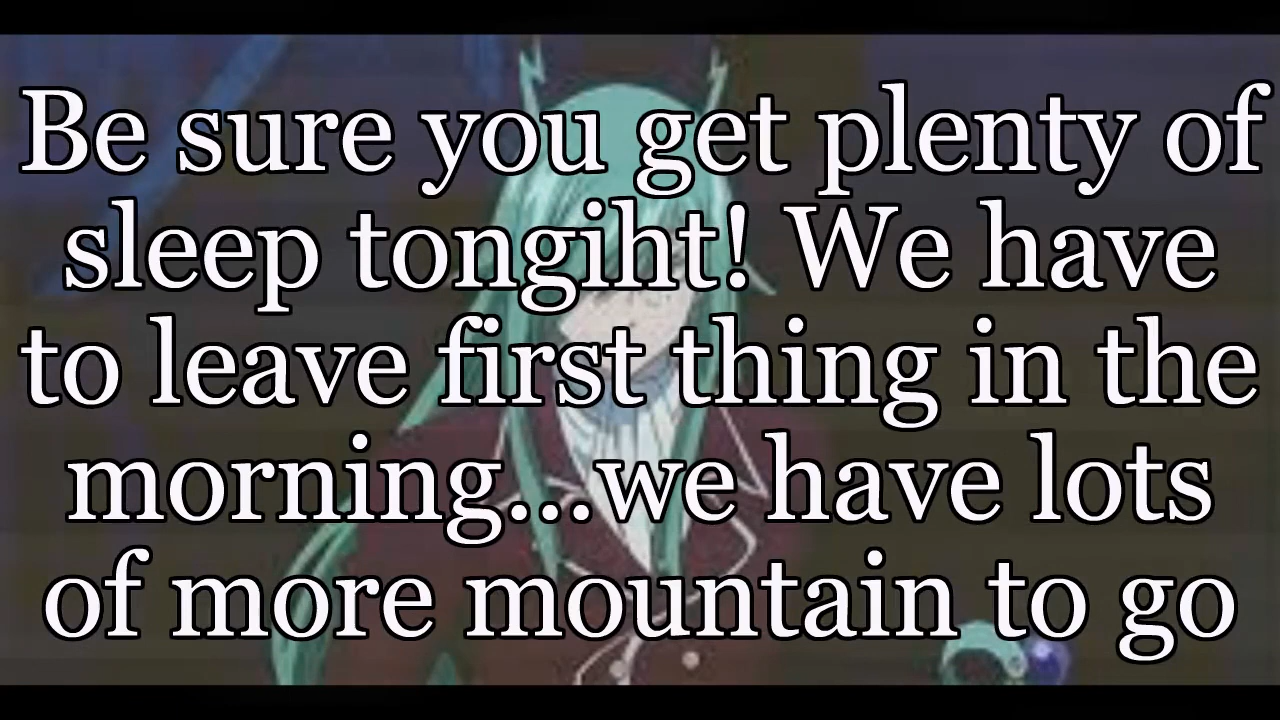 Be sure you get plenty of
sleep tongiht! We have
to leave first thing in the
morning...we have lots
of more mountain to go